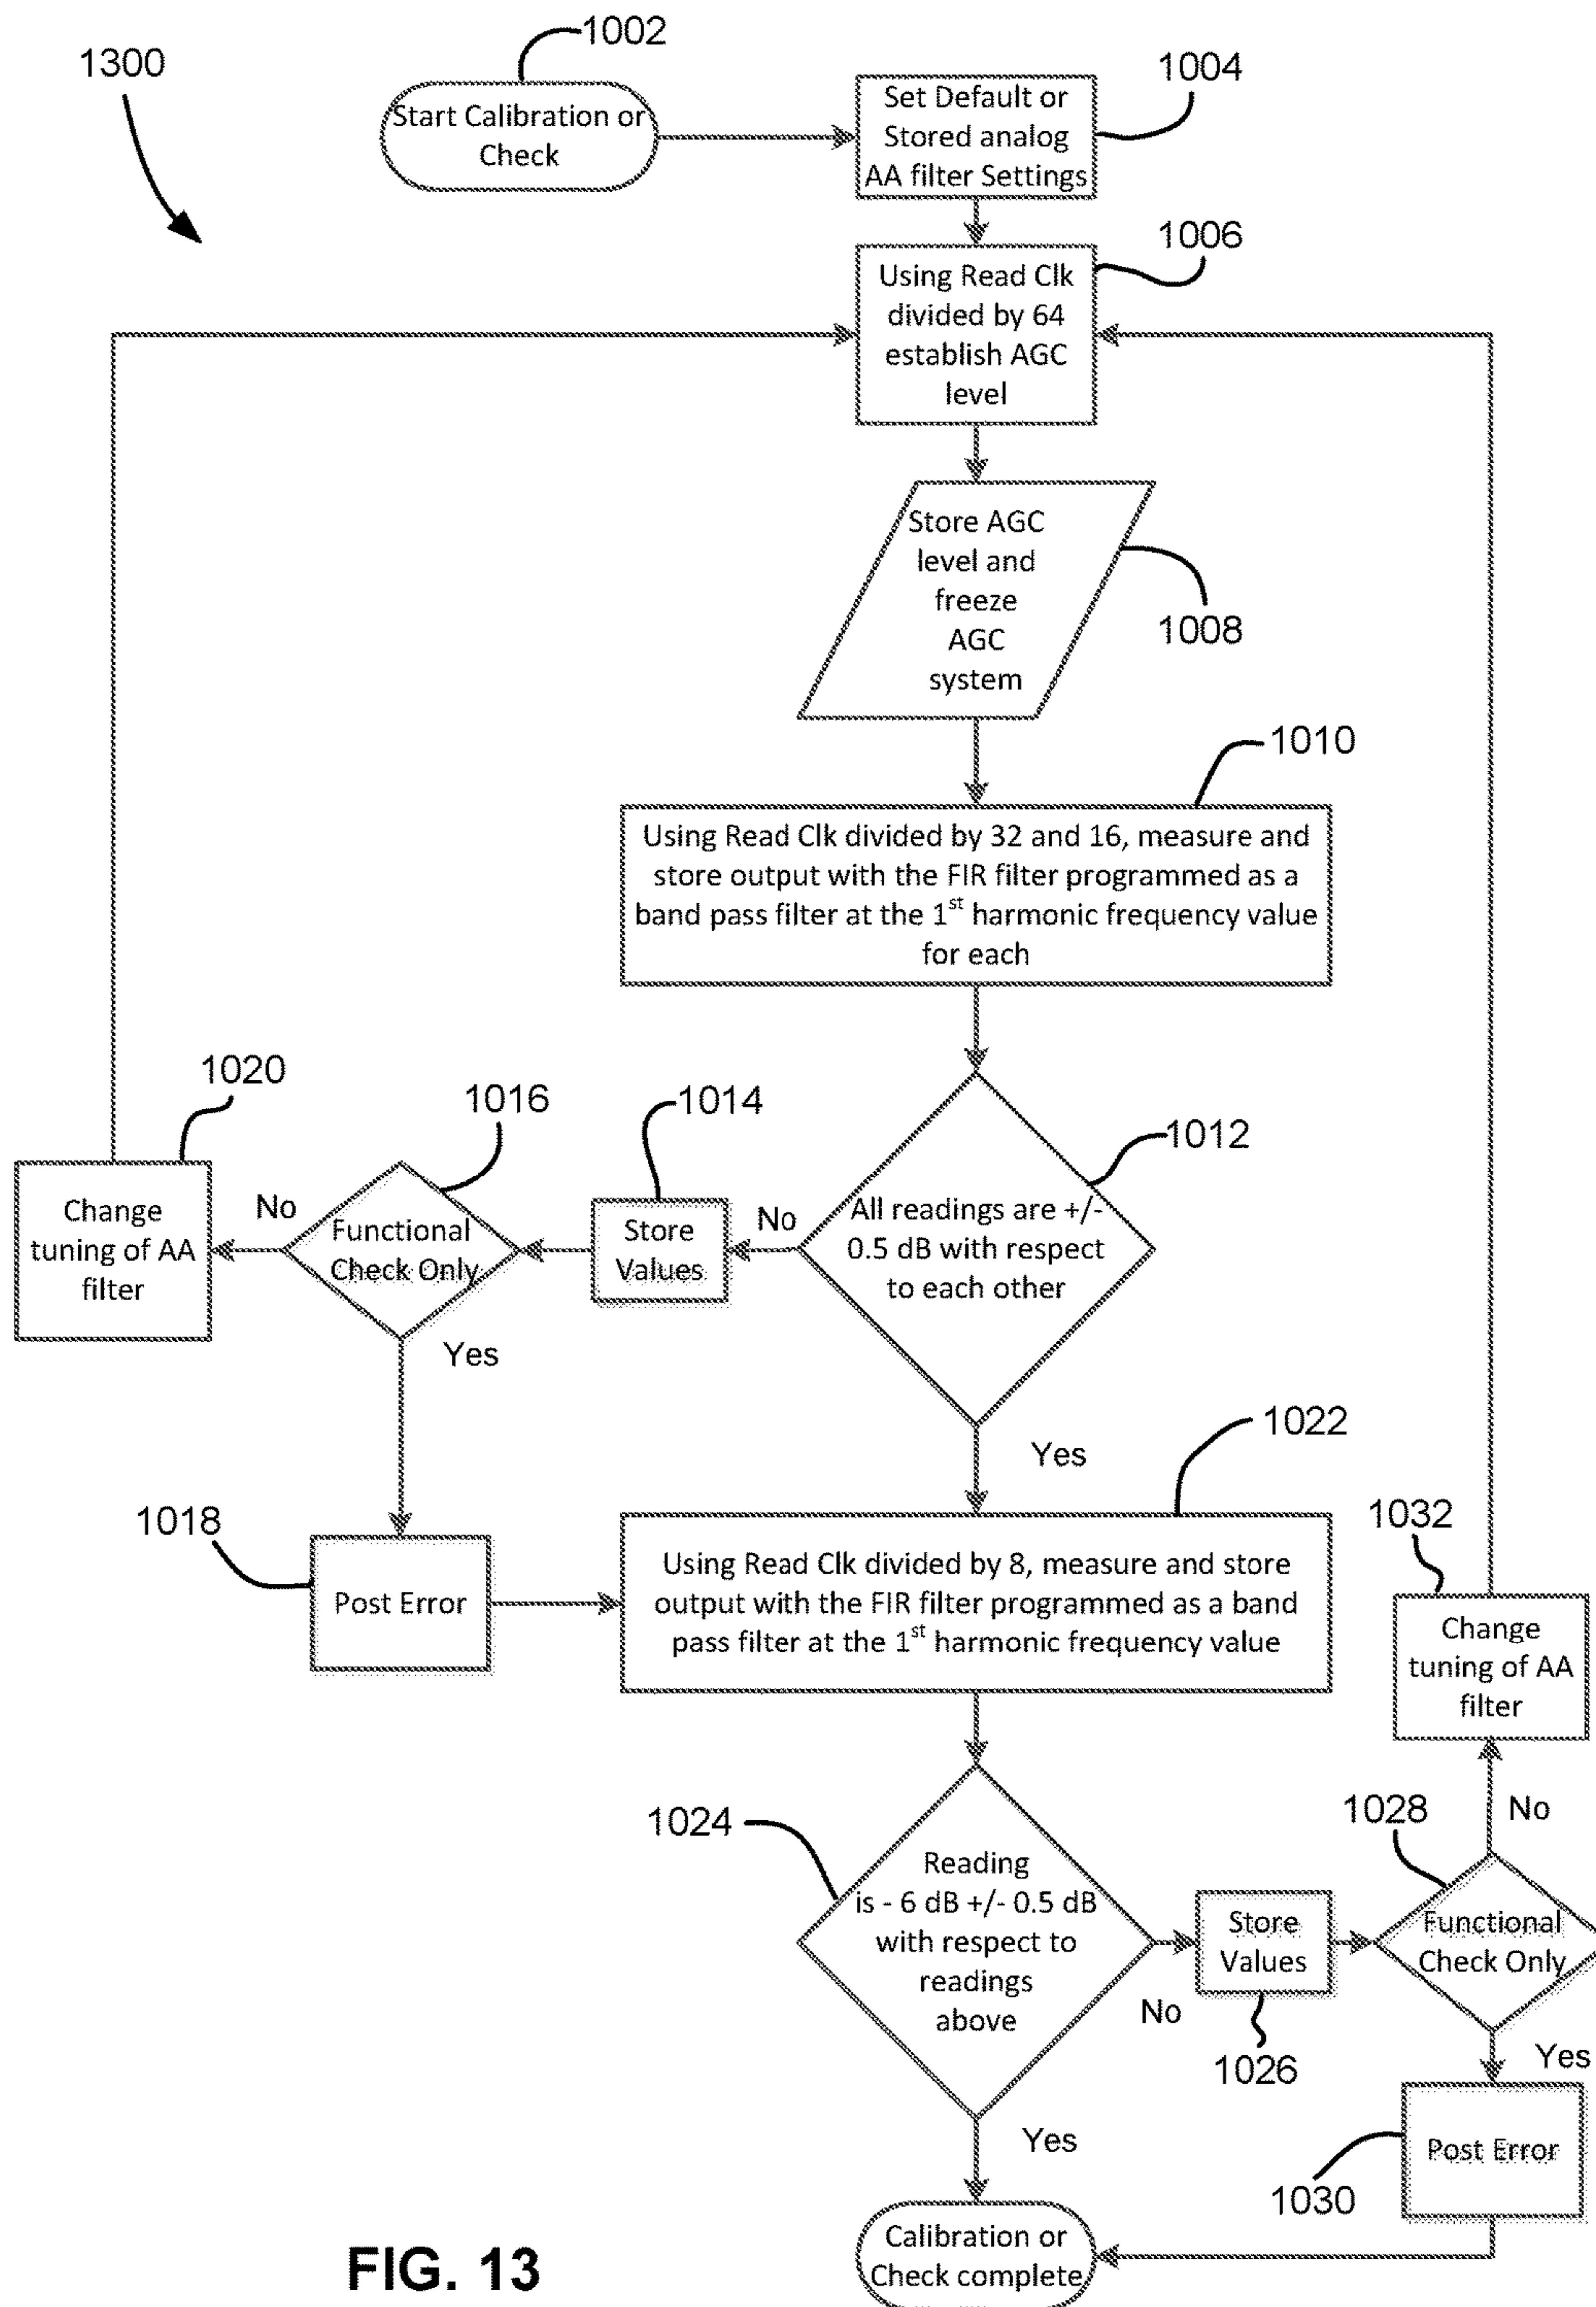 1300
1002
Start Calibration or
Check
1004
Set Default or
Stored analog
AA filter Settings
1006
Using Read Clk
divided by 64
establish AGC
level
Store AGC
level and
freeze
AGC
system
1008
1010
Using Read Clk divided by 32 and 16, measure and
store output with the FIR filter programmed as a
band pass filter at the 1st harmonic frequency value
for each
1012
All readings are +/-
0.5 dB with respect
to each other
No
1014
Store
Values
1016
Functional
Check Only
No
1020
Change
tuning of AA
filter
Yes
1018
Post Error
Yes
1022
Using Read Clk divided by 8, measure and store
output with the FIR filter programmed as a band
pass filter at the 1st harmonic frequency value
1024
Reading
is - 6 dB +/- 0.5 dB
with respect to
readings
above
No
Store
Values
1026
1028
Functional
Check Only
No
1032
Change
tuning of AA
filter
Yes
Post Error
1030
Yes
Calibration or
Check complete
FIG. 13